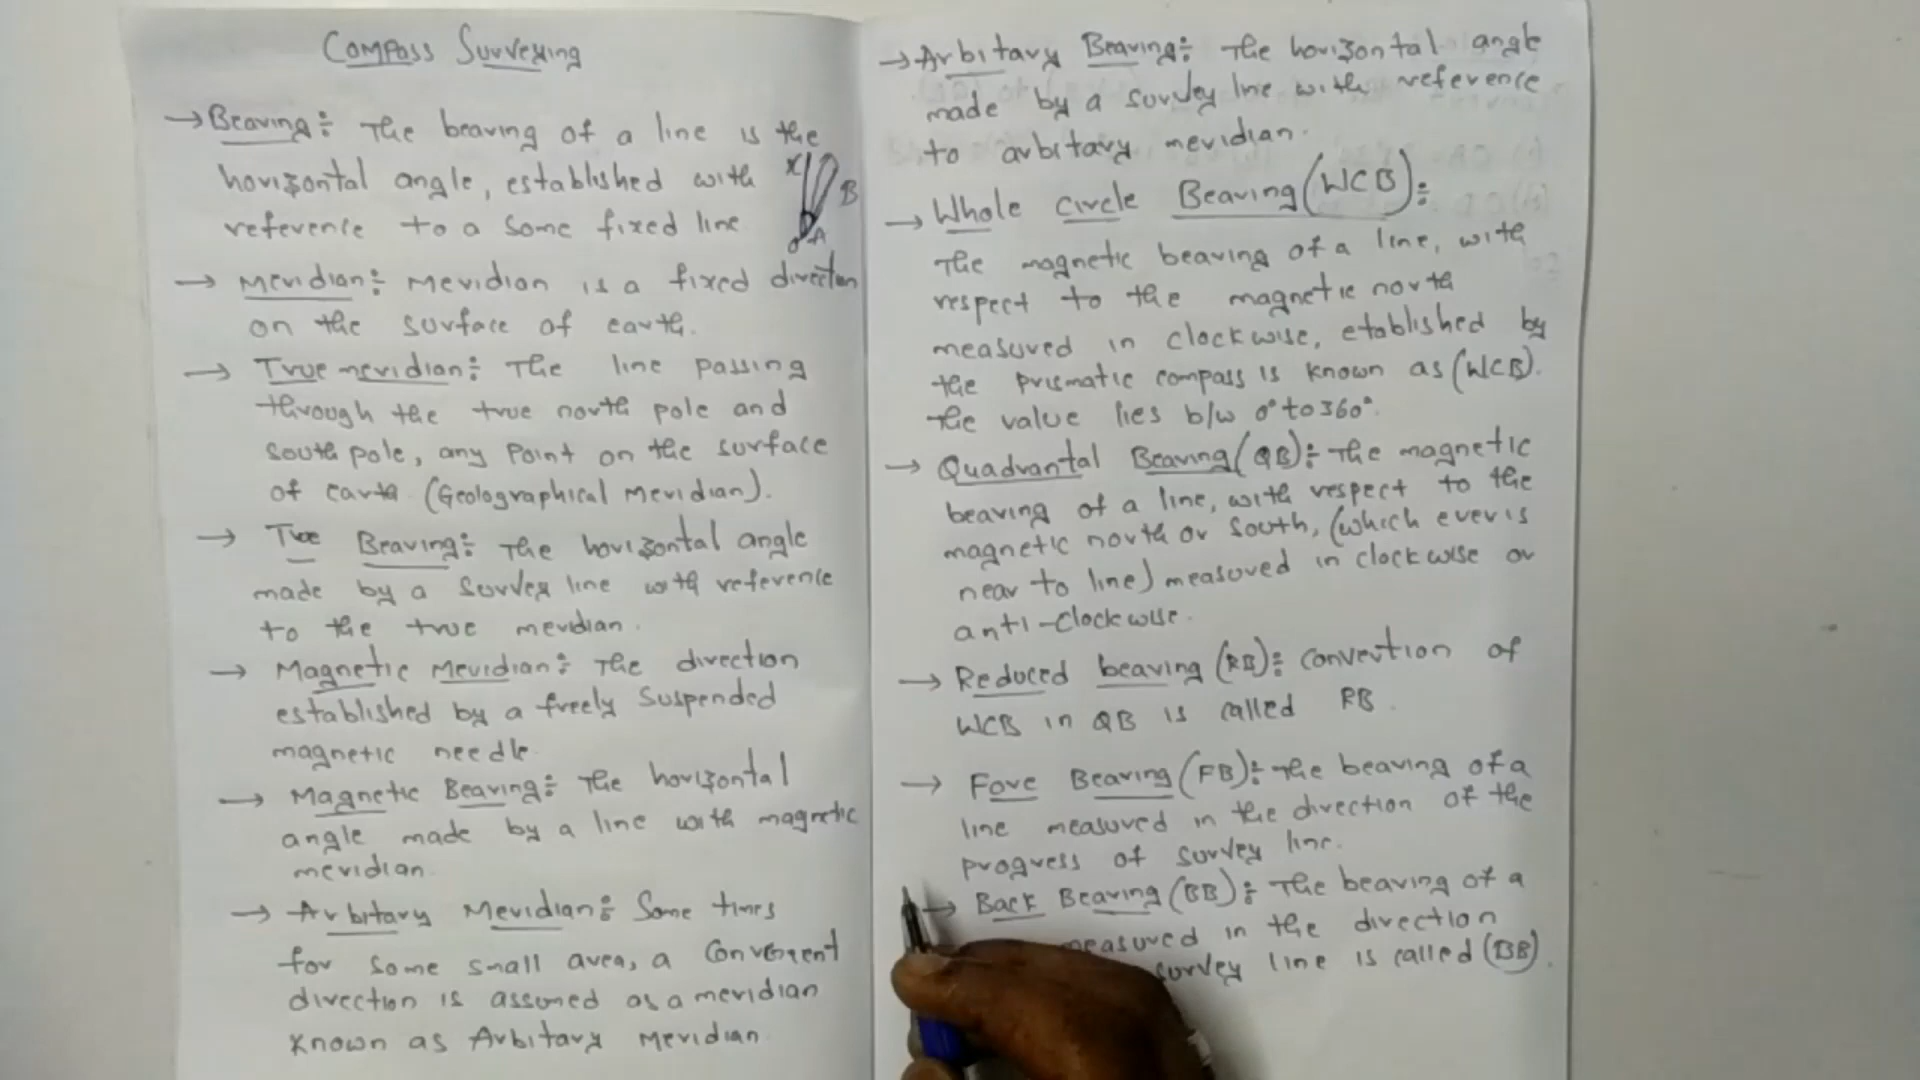 Compass Surveying
→ Bearing: The bearing of a line is the
horizontal angle, established with
reference to a some fixed line
X
B
O A
→ Meridian: Meridian is a fixed direction
on the surface of earth.
→ True meridian: The line passing
through the true north pole and
south pole, any point on the surface
of earth (Geolographical Meridian).
→ True Bearing: The horizontal angle
made by a survey line with reference
to the true meridian.
→ Magnetic Meridian: The direction
established by a freely suspended
magnetic needle.
→ Magnetic Bearing: The horizontal
angle made by a line with magnetic
meridian.
→ Arbitary Meridian: Some times
for some small area, a convenent
direction is assumed as a meridian
known as Arbitary Meridian.
→ Arbitary Bearing: The horizontal angle
made by a survey line with reference
to arbitary meridian.
→ Whole circle Bearing (WCB):
The magnetic bearing of a line, with
respect to the magnetic north
measured in clockwise, etablished by
the prismatic compass is known as (WCB).
the value lies b/w 0° to 360°.
→ Quadrantal Bearing (QB): The magnetic
bearing of a line, with respect to the
magnetic north or South, (which ever is
near to line) measured in clockwise or
anti-clockwise.
→ Reduced bearing (RB): convertion of
WCB in QB is called RB.
→ Fore Bearing (FB): The bearing of a
line measured in the direction of the
progress of survey line.
→ Back Bearing (BB): The bearing of a
measured in the direction
survey line is called (BB).